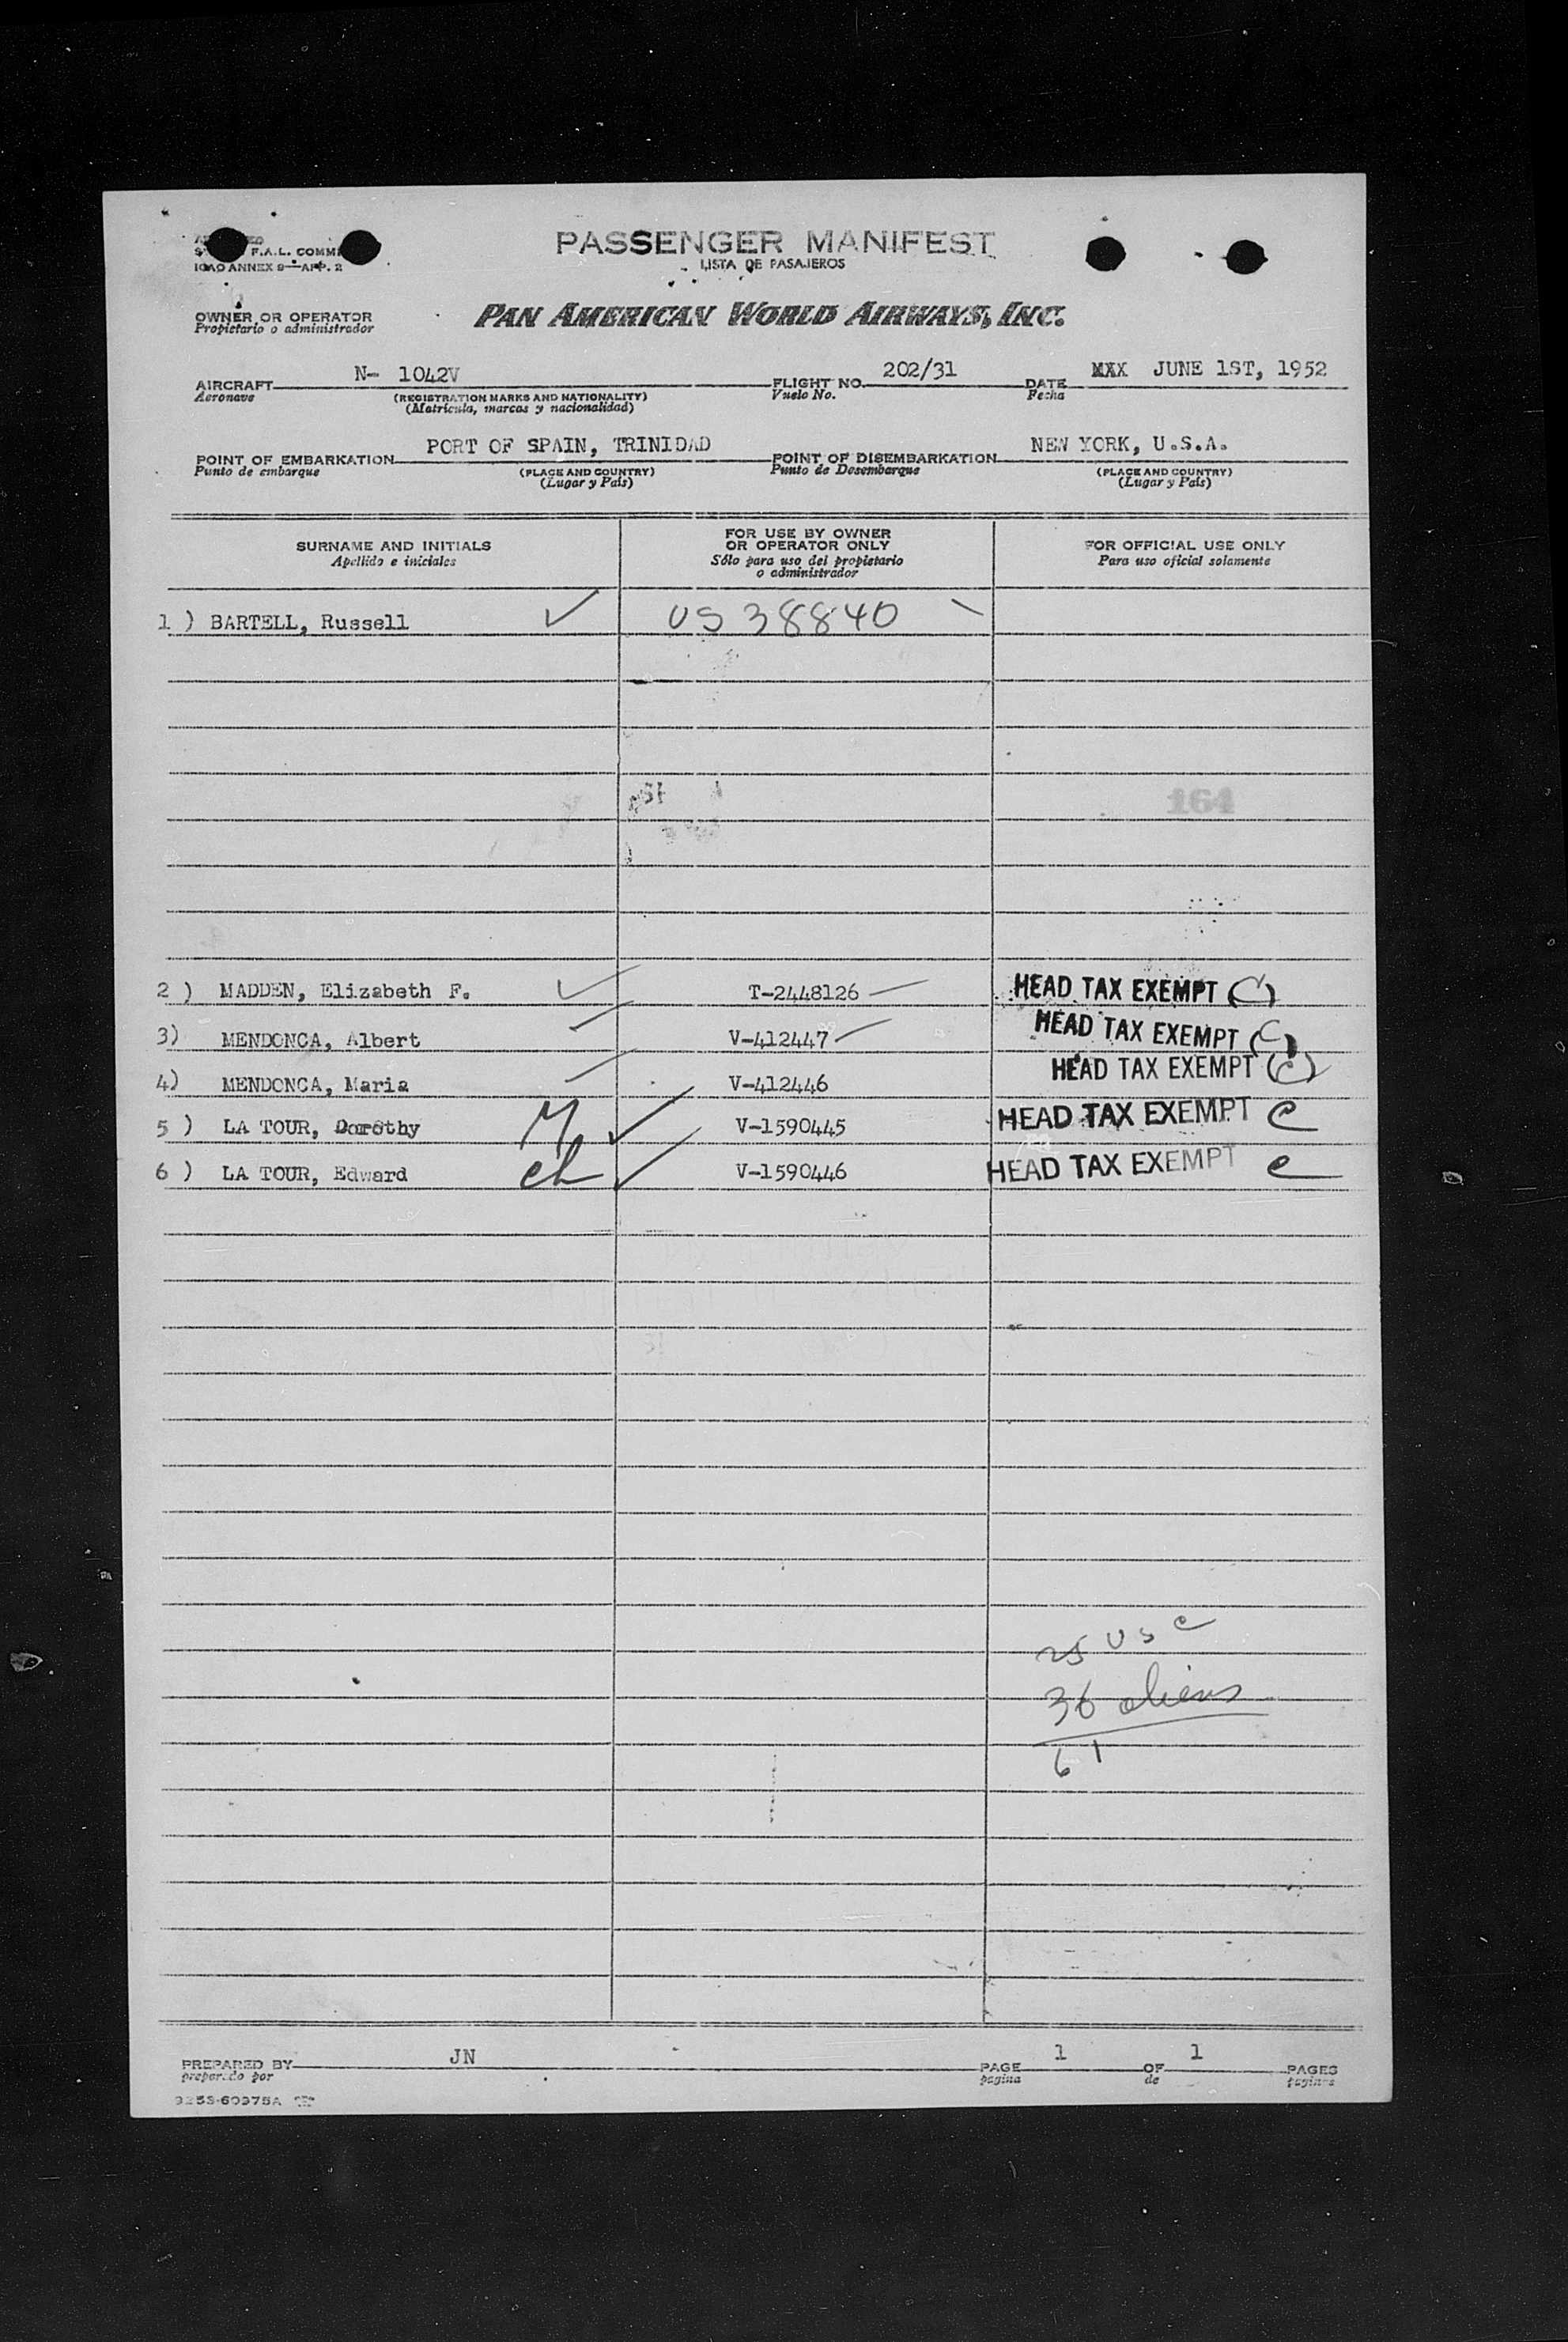 F.A.L. COMM
ICAO ANNEX 9—APP. 2
PASSENGER MANIFEST
LISTA DE PASAJEROS
OWNER OR OPERATOR
Propietario o administrador
PAN AMERICAN WORLD AIRWAYS, INC.
AIRCRAFT N- 1042V FLIGHT NO. 202/31 DATE MXX JUNE 1ST, 1952
Aeronave (REGISTRATION MARKS AND NATIONALITY) Vuelo No. Fecha
(Matrícula, marcas y nacionalidad)
POINT OF EMBARKATION PORT OF SPAIN, TRINIDAD POINT OF DISEMBARKATION NEW YORK, U.S.A.
Punto de embarque (PLACE AND COUNTRY) Punto de Desembarque (PLACE AND COUNTRY)
(Lugar y País) (Lugar y País)
SURNAME AND INITIALS FOR USE BY OWNER OR OPERATOR ONLY FOR OFFICIAL USE ONLY
Apellido e iniciales Sólo para uso del propietario o administrador Para uso oficial solamente
1 ) BARTELL, Russell ✓ US 38840
164
2 ) MADDEN, Elizabeth F. ✓ T-2448126 HEAD TAX EXEMPT (C)
3) MENDONCA, Albert V-412447 HEAD TAX EXEMPT (C)
4) MENDONCA, Maria V-412446 HEAD TAX EXEMPT (C)
5 ) LA TOUR, Dorothy M ✓ V-1590445 HEAD TAX EXEMPT C
6 ) LA TOUR, Edward ch ✓ V-1590446 HEAD TAX EXEMPT C
25 USC
36 aliens
61
PREPARED BY JN PAGE 1 OF 1 PAGES
preparado por página de páginas
9253-60975A